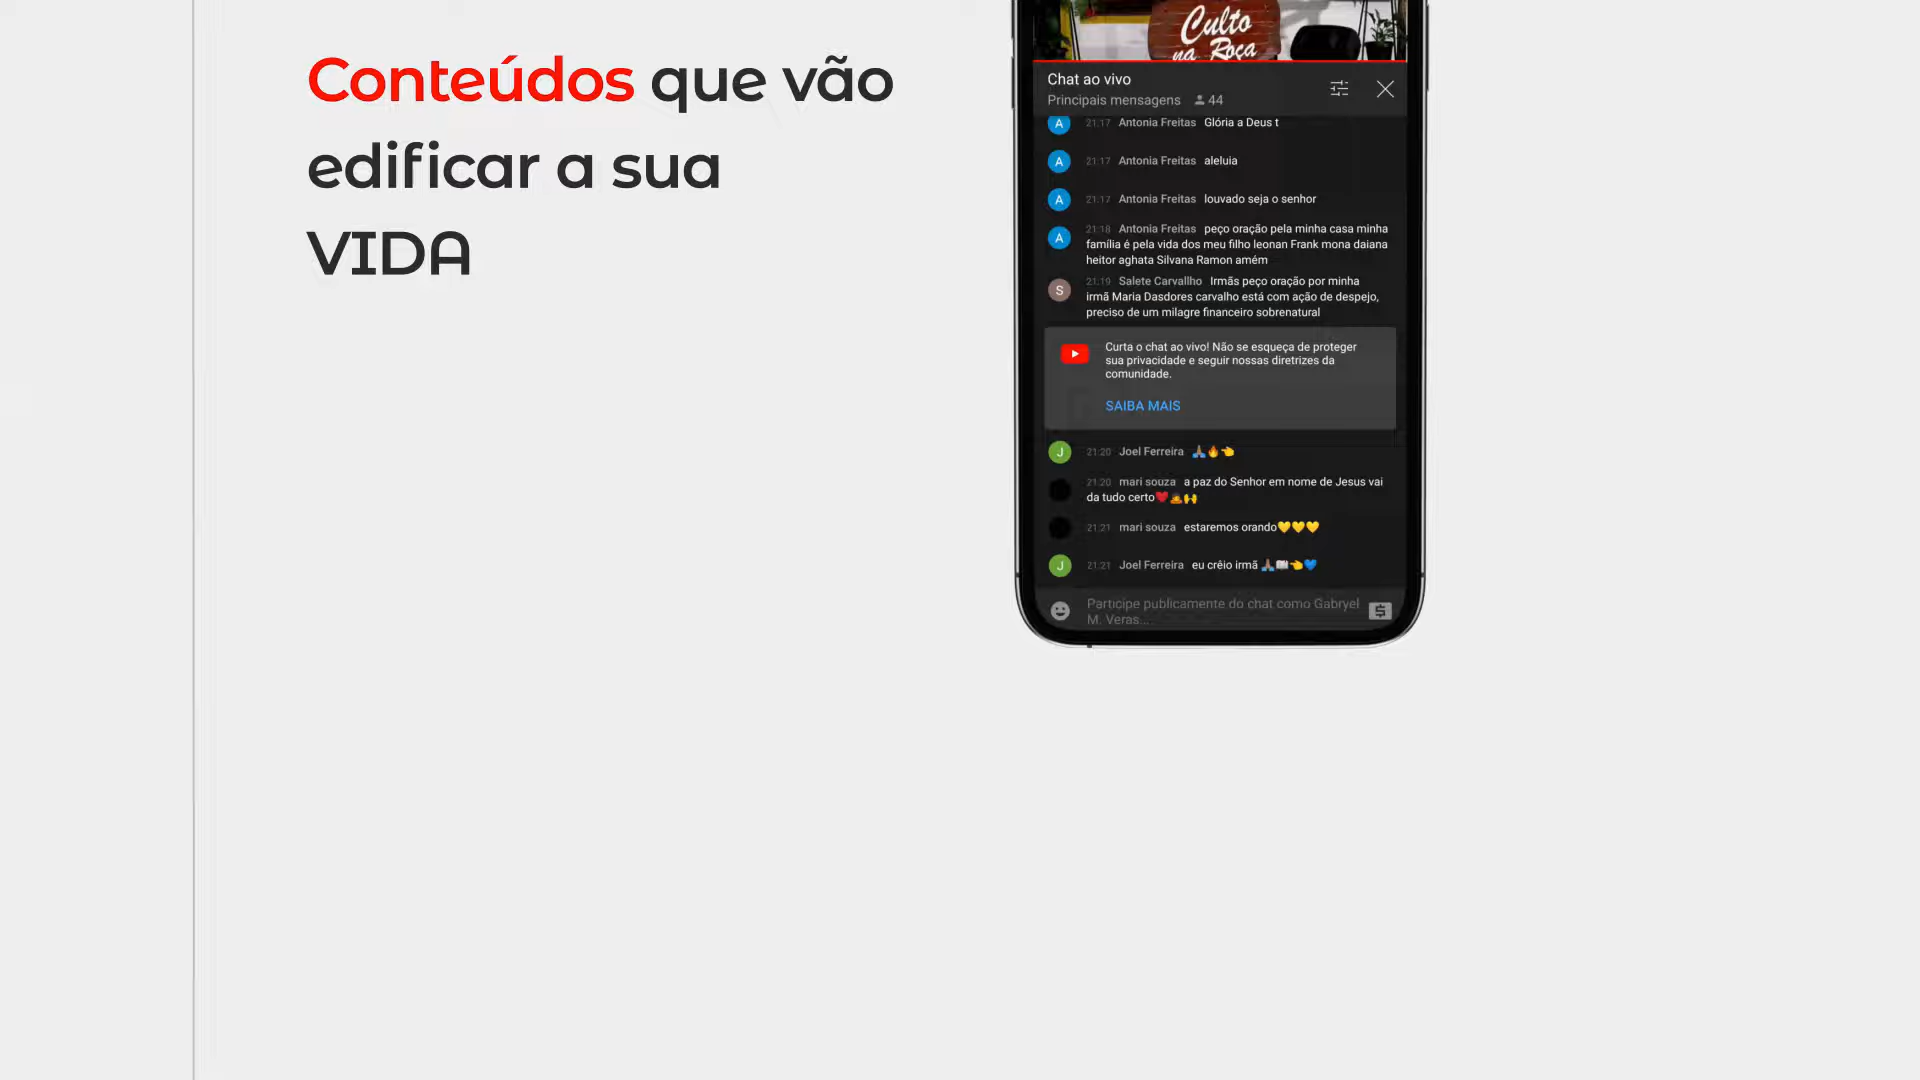 Conteúdos que vão
edificar a sua
VIDA
Culto
na Roça
Chat ao vivo
Principais mensagens 44
A 21:17 Antonia Freitas Glória a Deus t
A 21:17 Antonia Freitas aleluia
A 21:17 Antonia Freitas louvado seja o senhor
A 21:18 Antonia Freitas peço oração pela minha casa minha
família é pela vida dos meu filho leonan Frank mona daiana
heitor aghata Silvana Ramon amém
S 21:19 Salete Carvallho Irmãs peço oração por minha
irmã Maria Dasdores carvalho está com ação de despejo,
preciso de um milagre financeiro sobrenatural
Curta o chat ao vivo! Não se esqueça de proteger
sua privacidade e seguir nossas diretrizes da
comunidade.
SAIBA MAIS
J 21:20 Joel Ferreira 🙏🏽🔥👈
21:20 mari souza a paz do Senhor em nome de Jesus vai
da tudo certo❤️🙇🙌
21:21 mari souza estaremos orando💛💛💛
J 21:21 Joel Ferreira eu crêio irmã 🙏🏽📖👈💙
Participe publicamente do chat como Gabryel
M. Veras...